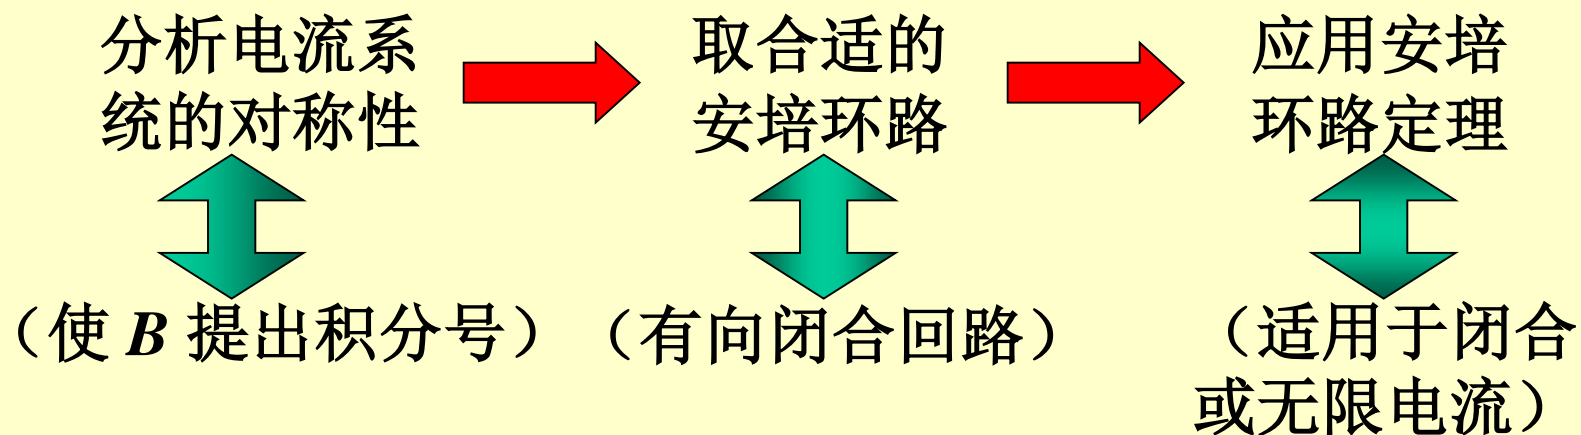 分析电流系
统的对称性
取合适的
安培环路
应用安培
环路定理
（使 B 提出积分号）
（有向闭合回路）
（适用于闭合
或无限电流）